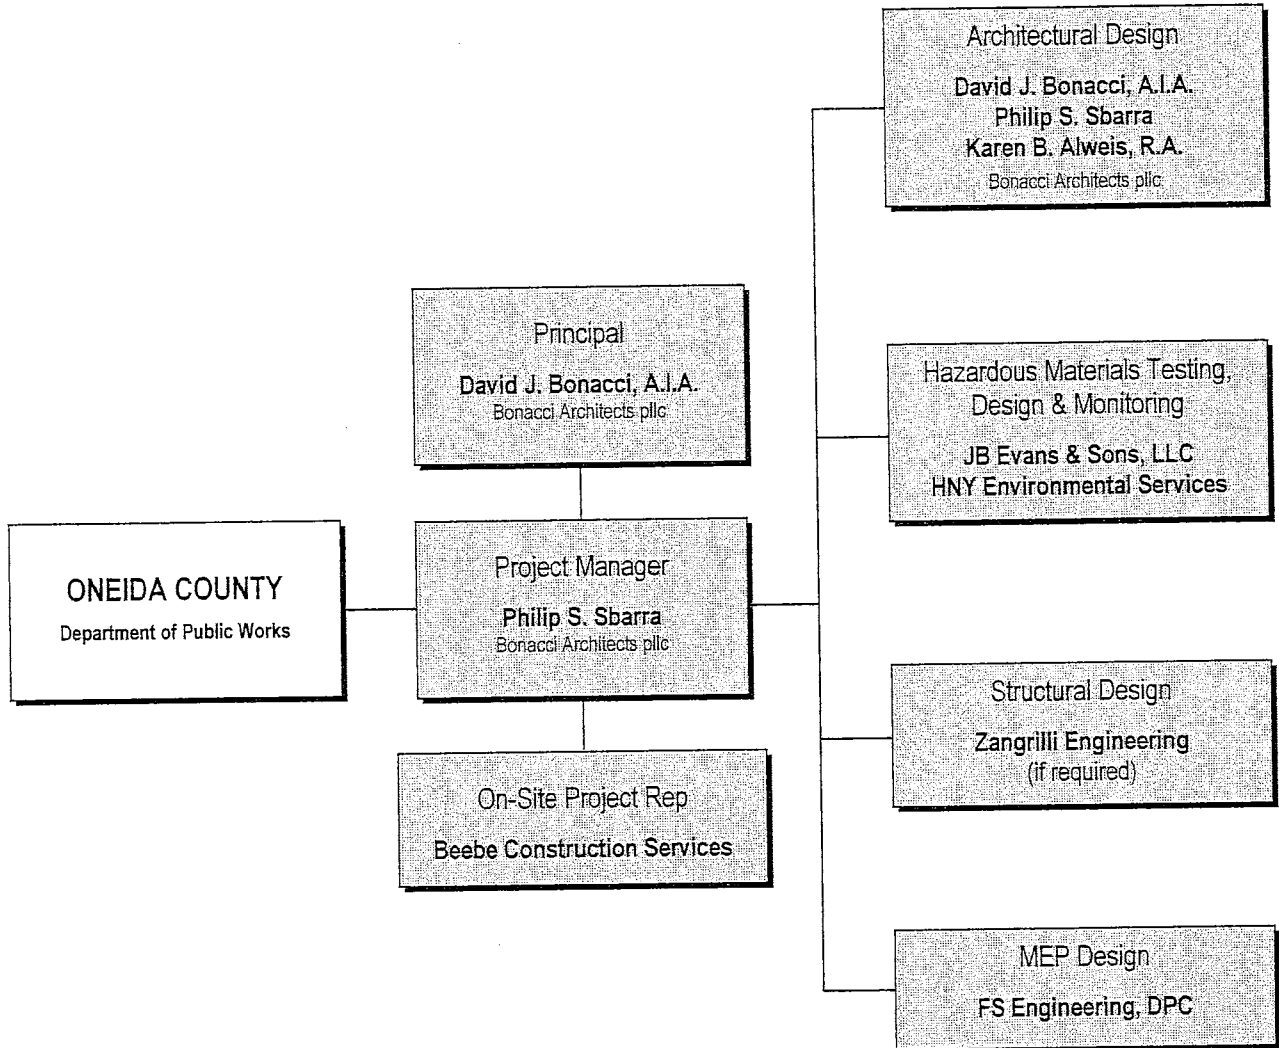 Architectural Design
David J. Bonacci, A.I.A.
Philip S. Sbarra
Karen B. Alweis, R.A.
Bonacci Architects pllc
Principal
David J. Bonacci, A.I.A.
Bonacci Architects pllc
Hazardous Materials Testing,
Design & Monitoring
JB Evans & Sons, LLC
HNY Environmental Services
ONEIDA COUNTY
Department of Public Works
Project Manager
Philip S. Sbarra
Bonacci Architects pllc
Structural Design
Zangrilli Engineering
(if required)
On-Site Project Rep
Beebe Construction Services
MEP Design
FS Engineering, DPC